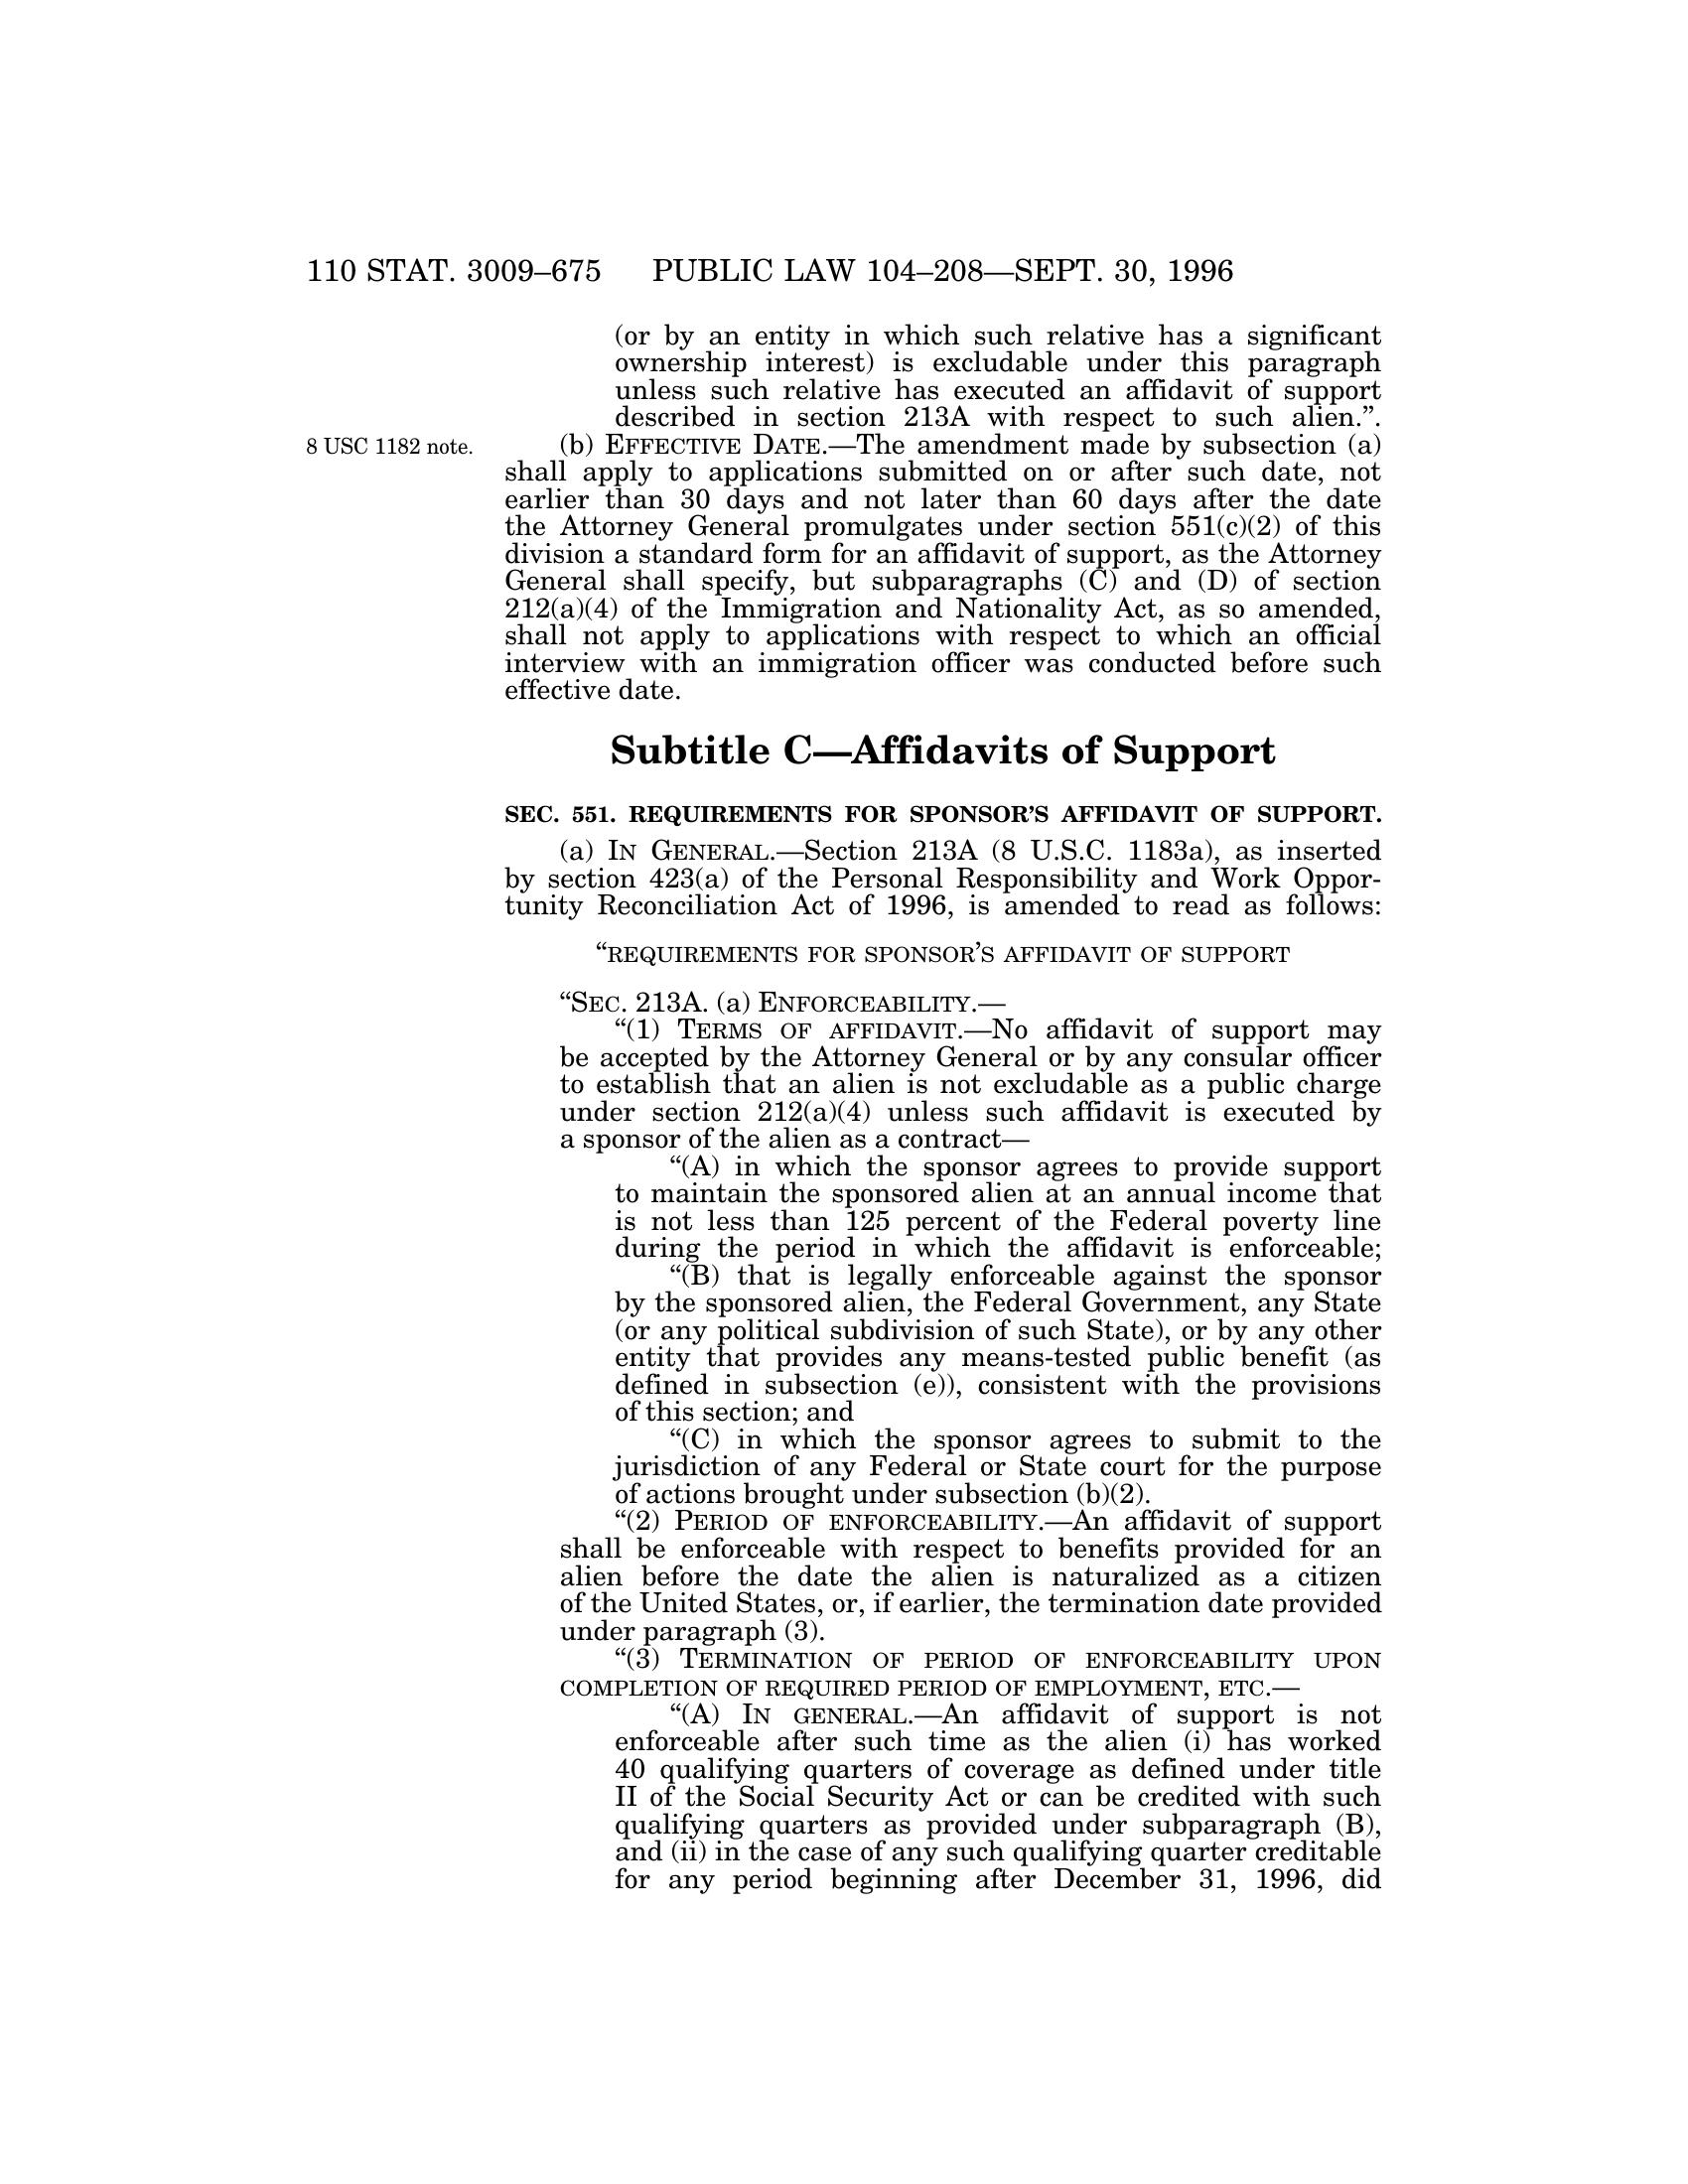 110 STAT. 3009–675 PUBLIC LAW 104–208—SEPT. 30, 1996
(or by an entity in which such relative has a significant
ownership interest) is excludable under this paragraph
unless such relative has executed an affidavit of support
described in section 213A with respect to such alien.”.
8 USC 1182 note.
(b) EFFECTIVE DATE.—The amendment made by subsection (a)
shall apply to applications submitted on or after such date, not
earlier than 30 days and not later than 60 days after the date
the Attorney General promulgates under section 551(c)(2) of this
division a standard form for an affidavit of support, as the Attorney
General shall specify, but subparagraphs (C) and (D) of section
212(a)(4) of the Immigration and Nationality Act, as so amended,
shall not apply to applications with respect to which an official
interview with an immigration officer was conducted before such
effective date.
Subtitle C—Affidavits of Support
SEC. 551. REQUIREMENTS FOR SPONSOR’S AFFIDAVIT OF SUPPORT.
(a) IN GENERAL.—Section 213A (8 U.S.C. 1183a), as inserted
by section 423(a) of the Personal Responsibility and Work Oppor-
tunity Reconciliation Act of 1996, is amended to read as follows:
“REQUIREMENTS FOR SPONSOR’S AFFIDAVIT OF SUPPORT
“SEC. 213A. (a) ENFORCEABILITY.—
“(1) TERMS OF AFFIDAVIT.—No affidavit of support may
be accepted by the Attorney General or by any consular officer
to establish that an alien is not excludable as a public charge
under section 212(a)(4) unless such affidavit is executed by
a sponsor of the alien as a contract—
“(A) in which the sponsor agrees to provide support
to maintain the sponsored alien at an annual income that
is not less than 125 percent of the Federal poverty line
during the period in which the affidavit is enforceable;
“(B) that is legally enforceable against the sponsor
by the sponsored alien, the Federal Government, any State
(or any political subdivision of such State), or by any other
entity that provides any means-tested public benefit (as
defined in subsection (e)), consistent with the provisions
of this section; and
“(C) in which the sponsor agrees to submit to the
jurisdiction of any Federal or State court for the purpose
of actions brought under subsection (b)(2).
“(2) PERIOD OF ENFORCEABILITY.—An affidavit of support
shall be enforceable with respect to benefits provided for an
alien before the date the alien is naturalized as a citizen
of the United States, or, if earlier, the termination date provided
under paragraph (3).
“(3) TERMINATION OF PERIOD OF ENFORCEABILITY UPON
COMPLETION OF REQUIRED PERIOD OF EMPLOYMENT, ETC.—
“(A) IN GENERAL.—An affidavit of support is not
enforceable after such time as the alien (i) has worked
40 qualifying quarters of coverage as defined under title
II of the Social Security Act or can be credited with such
qualifying quarters as provided under subparagraph (B),
and (ii) in the case of any such qualifying quarter creditable
for any period beginning after December 31, 1996, did